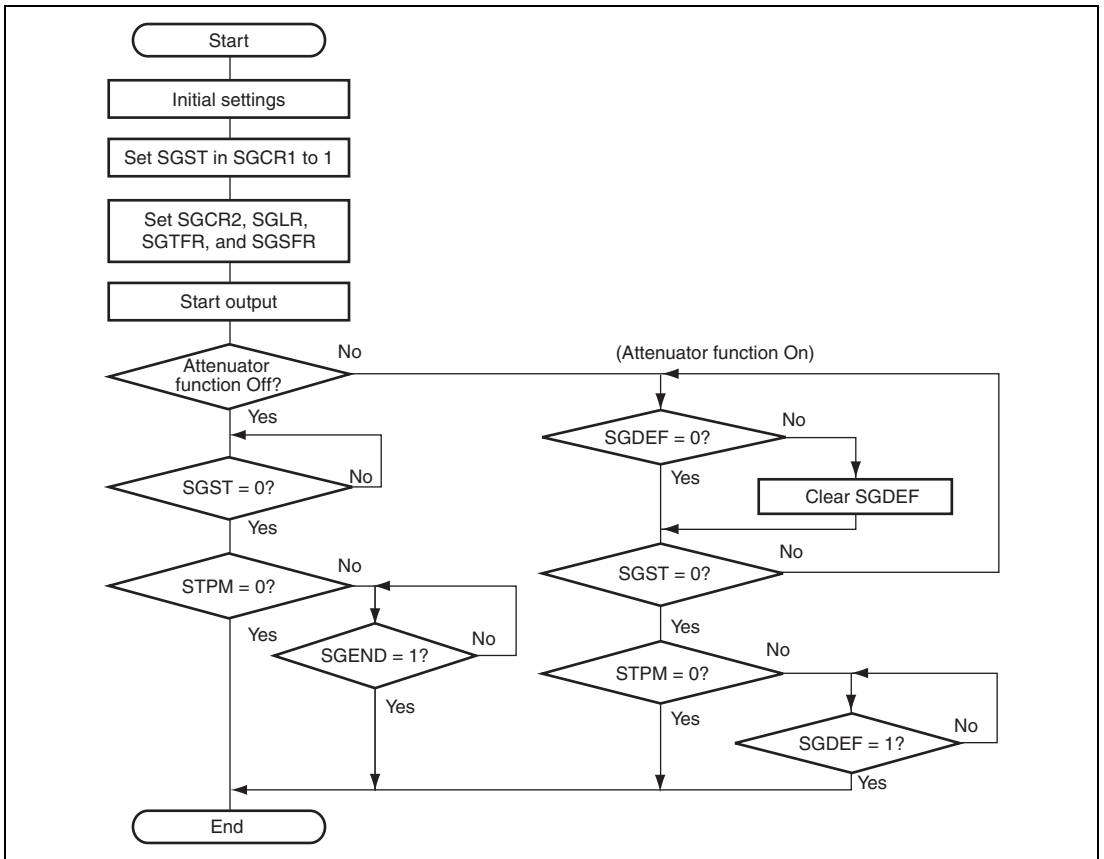 Start
Initial settings
Set SGST in SGCR1 to 1
Set SGCR2, SGLR,
SGTFR, and SGSFR
Start output
Attenuator
function Off?
No
Yes
SGST = 0?
No
Yes
STPM = 0?
No
Yes
SGEND = 1?
No
Yes
(Attenuator function On)
SGDEF = 0?
No
Yes
Clear SGDEF
SGST = 0?
No
Yes
STPM = 0?
No
Yes
SGDEF = 1?
No
Yes
End